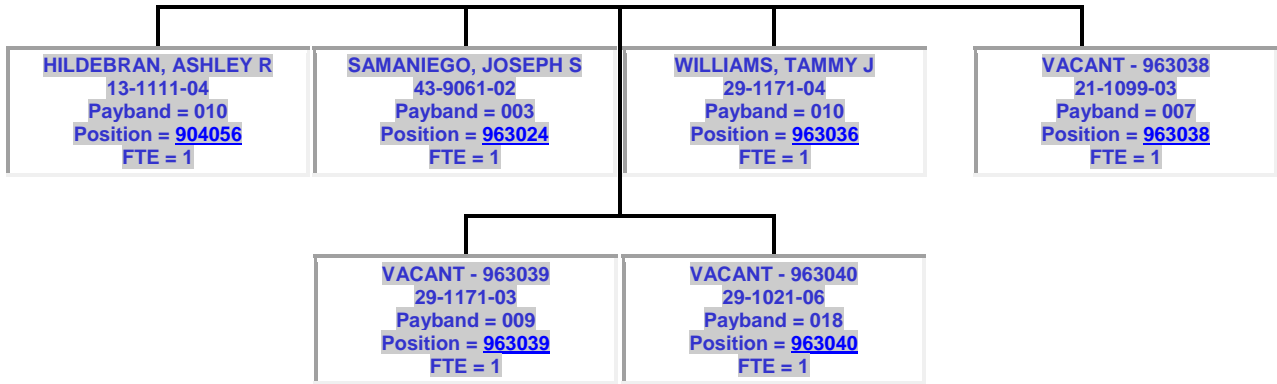 HILDEBRAN, ASHLEY R
13-1111-04
Payband = 010
Position = 904056
FTE = 1
SAMANIEGO, JOSEPH S
43-9061-02
Payband = 003
Position = 963024
FTE = 1
WILLIAMS, TAMMY J
29-1171-04
Payband = 010
Position = 963036
FTE = 1
VACANT - 963038
21-1099-03
Payband = 007
Position = 963038
FTE = 1
VACANT - 963039
29-1171-03
Payband = 009
Position = 963039
FTE = 1
VACANT - 963040
29-1021-06
Payband = 018
Position = 963040
FTE = 1